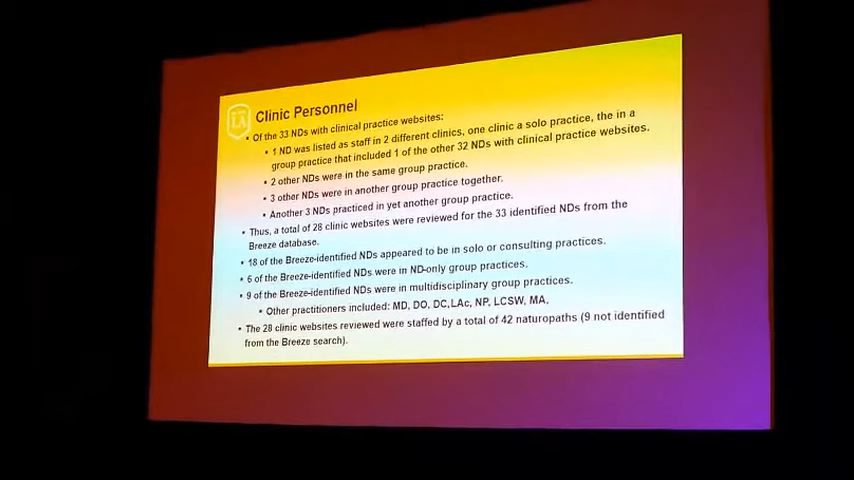 LA
Clinic Personnel
• Of the 33 NDs with clinical practice websites:
• 1 ND was listed as staff in 2 different clinics, one clinic a solo practice, the in a
group practice that included 1 of the other 32 NDs with clinical practice websites.
• 2 other NDs were in the same group practice.
• 3 other NDs were in another group practice together.
• Another 3 NDs practiced in yet another group practice.
• Thus, a total of 28 clinic websites were reviewed for the 33 identified NDs from the
Breeze database.
• 18 of the Breeze-identified NDs appeared to be in solo or consulting practices.
• 6 of the Breeze-identified NDs were in ND-only group practices.
• 9 of the Breeze-identified NDs were in multidisciplinary group practices.
• Other practitioners included: MD, DO, DC,LAc, NP, LCSW, MA.
• The 28 clinic websites reviewed were staffed by a total of 42 naturopaths (9 not identified
from the Breeze search).